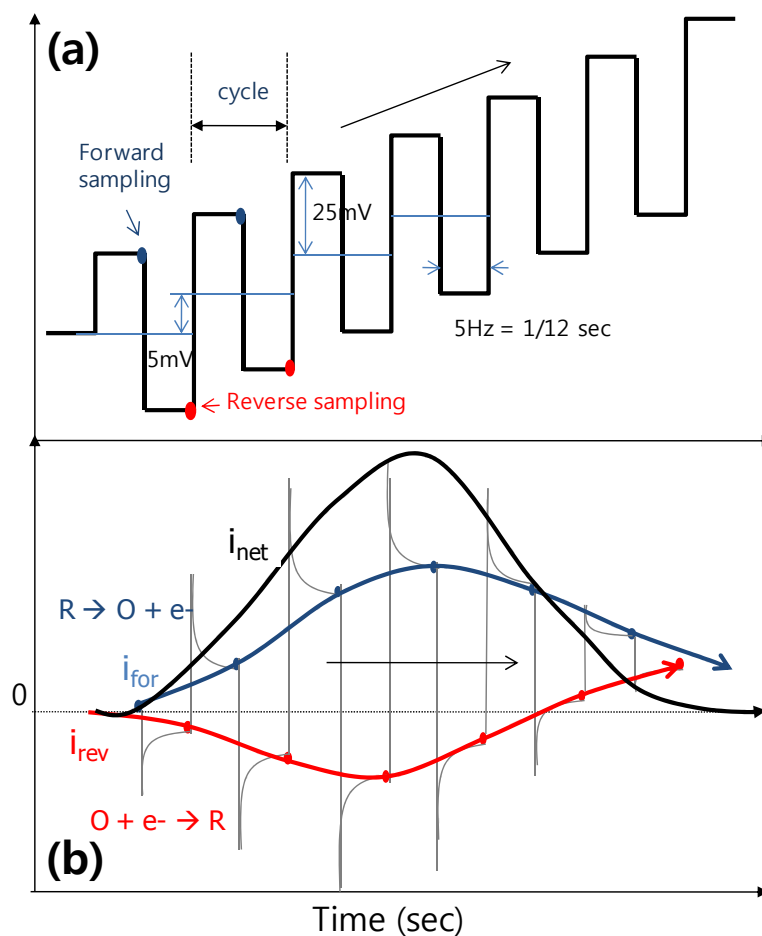 (a)
cycle
Forward
sampling
25mV
5mV
5Hz = 1/12 sec
Reverse sampling
i_net
R → O + e-
i_for
0
i_rev
O + e- → R
(b)
Time (sec)